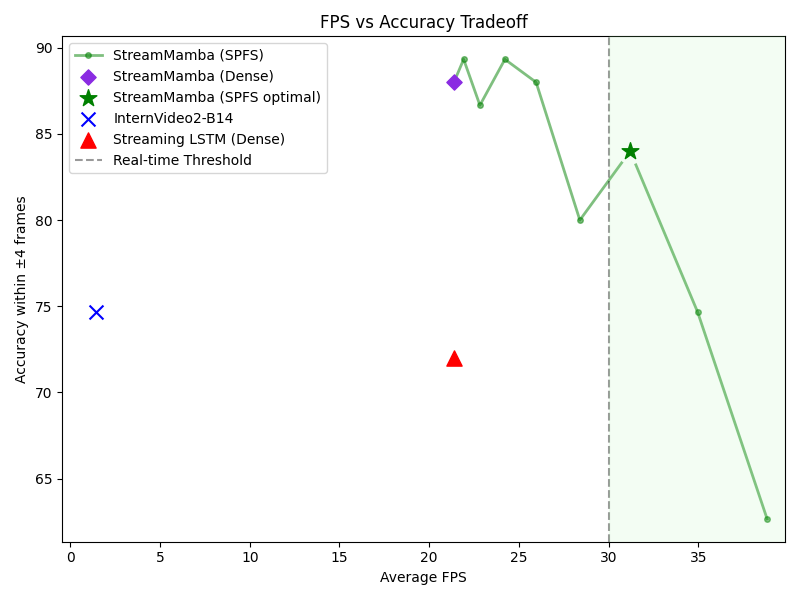 FPS vs Accuracy Tradeoff
StreamMamba (SPFS)
StreamMamba (Dense)
StreamMamba (SPFS optimal)
InternVideo2-B14
Streaming LSTM (Dense)
Real-time Threshold
Accuracy within ±4 frames
90
85
80
75
70
65
0 5 10 15 20 25 30 35
Average FPS